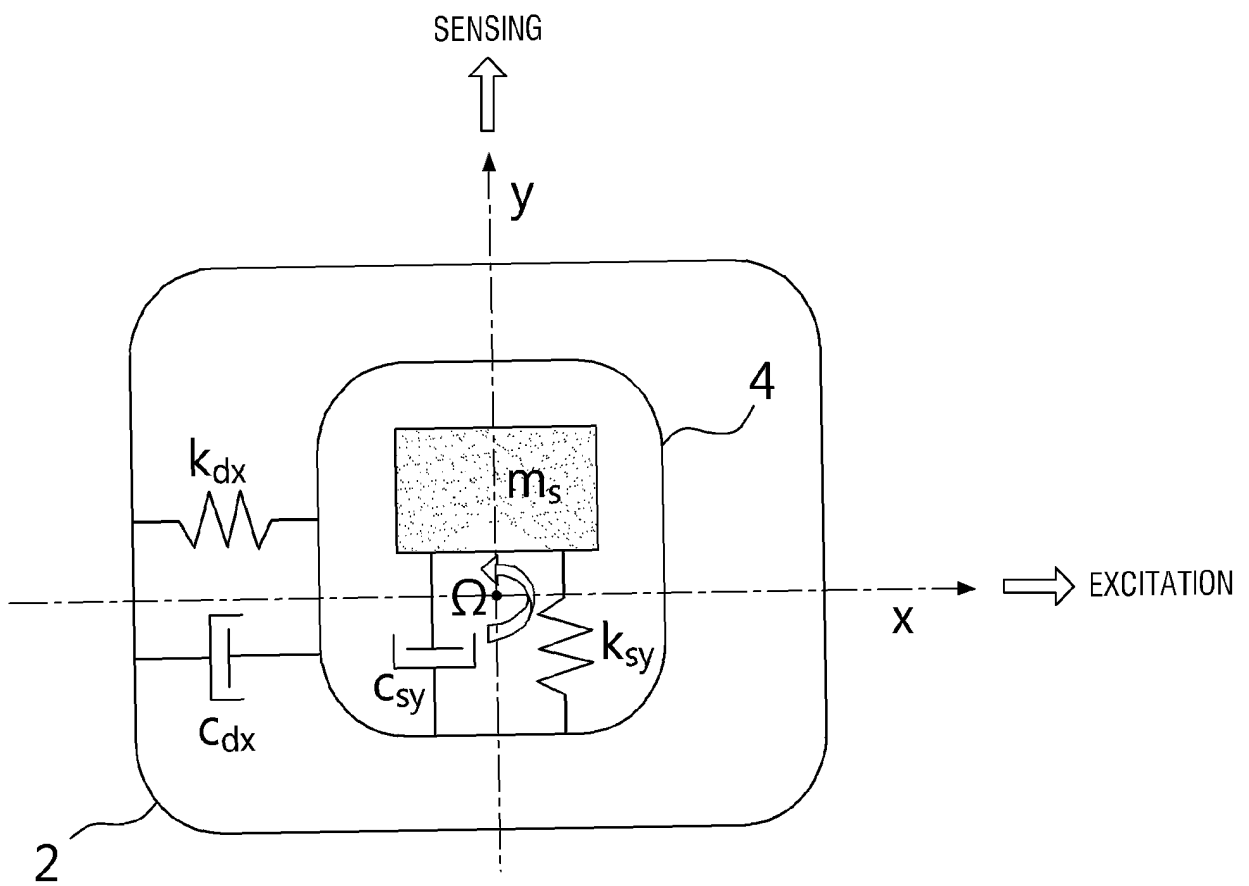 SENSING
y
4
k_dx
m_s
Ω
EXCITATION
x
k_sy
c_sy
c_dx
2